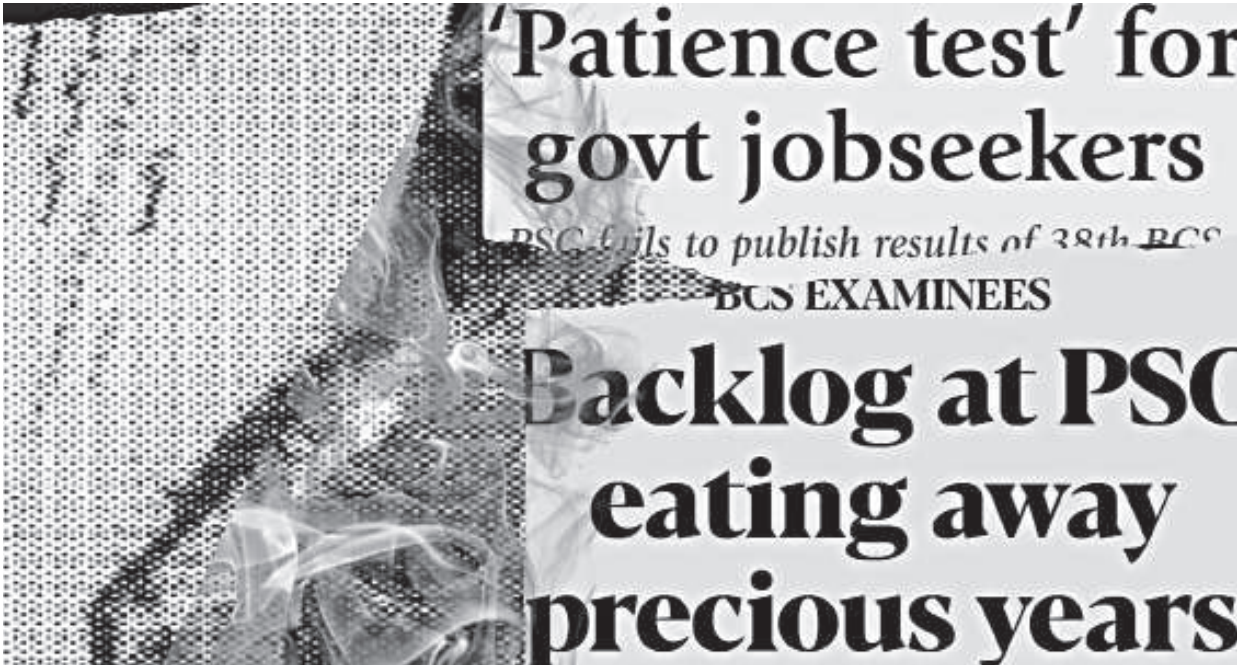 ‘Patience test’ for
govt jobseekers
PSC fails to publish results of 38th BCS
BCS EXAMINEES
Backlog at PSC
eating away
precious years